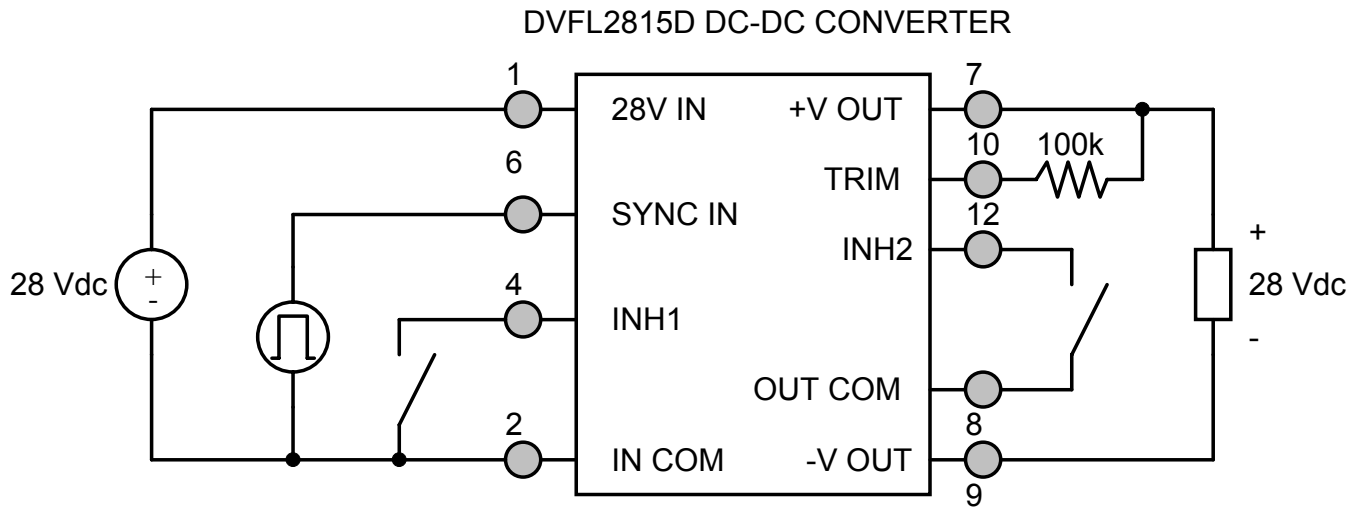 DVFL2815D DC-DC CONVERTER
1
7
28V IN
+V OUT
10
100k
6
TRIM
12
SYNC IN
INH2
+
28 Vdc
+
-
4
28 Vdc
INH1
-
OUT COM
8
2
IN COM
-V OUT
9